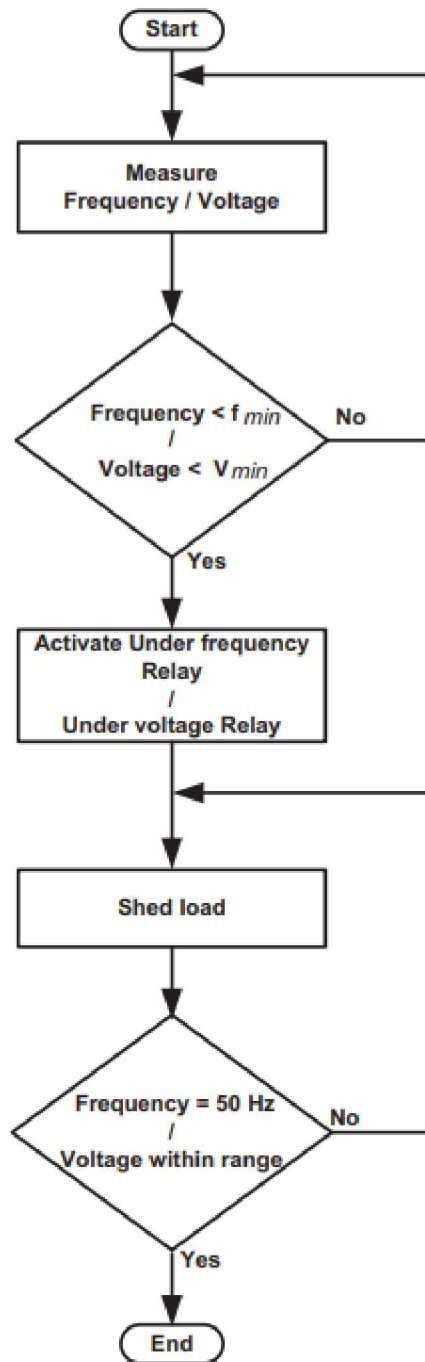 Start
Measure
Frequency / Voltage
Frequency < f min
/
Voltage < V min
No
Yes
Activate Under frequency
Relay
/
Under voltage Relay
Shed load
Frequency = 50 Hz
/
Voltage within range
No
Yes
End